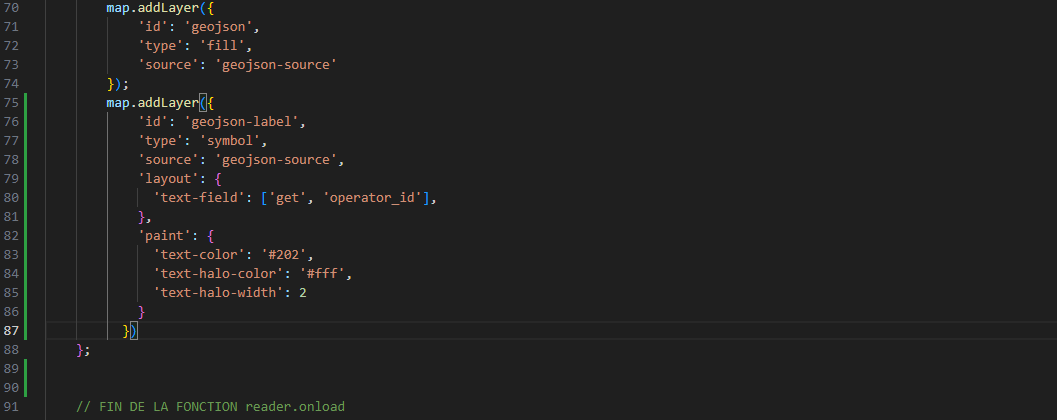 70 map.addLayer({
71 'id': 'geojson',
72 'type': 'fill',
73 'source': 'geojson-source'
74 });
75 map.addLayer({
76 'id': 'geojson-label',
77 'type': 'symbol',
78 'source': 'geojson-source',
79 'layout': {
80 'text-field': ['get', 'operator_id'],
81 },
82 'paint': {
83 'text-color': '#202',
84 'text-halo-color': '#fff',
85 'text-halo-width': 2
86 }
87 })
88 };
89
90
91 // FIN DE LA FONCTION reader.onload